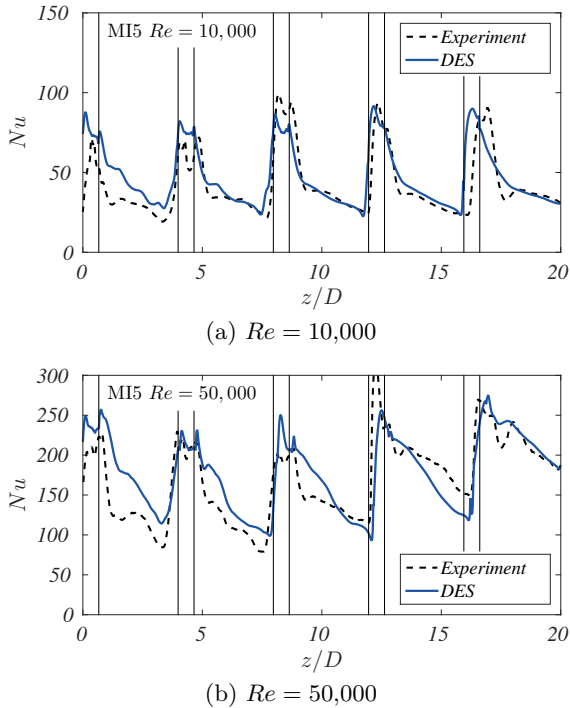 150
MI5 Re = 10,000
Experiment
DES
100
Nu
50
0
0 5 10 15 20
z/D
(a) Re = 10,000
300
MI5 Re = 50,000
250
200
Nu
150
100
50
Experiment
DES
0
0 5 10 15 20
z/D
(b) Re = 50,000